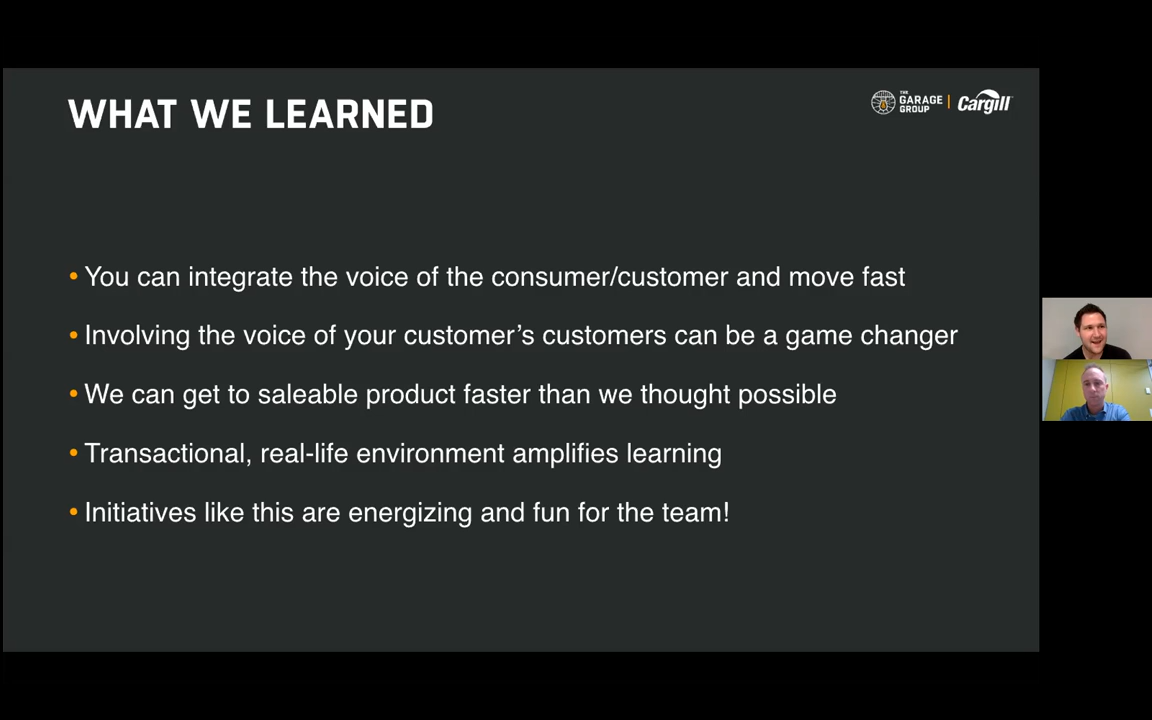 WHAT WE LEARNED
THE
GARAGE
GROUP
Cargill
• You can integrate the voice of the consumer/customer and move fast
• Involving the voice of your customer’s customers can be a game changer
• We can get to saleable product faster than we thought possible
• Transactional, real-life environment amplifies learning
• Initiatives like this are energizing and fun for the team!